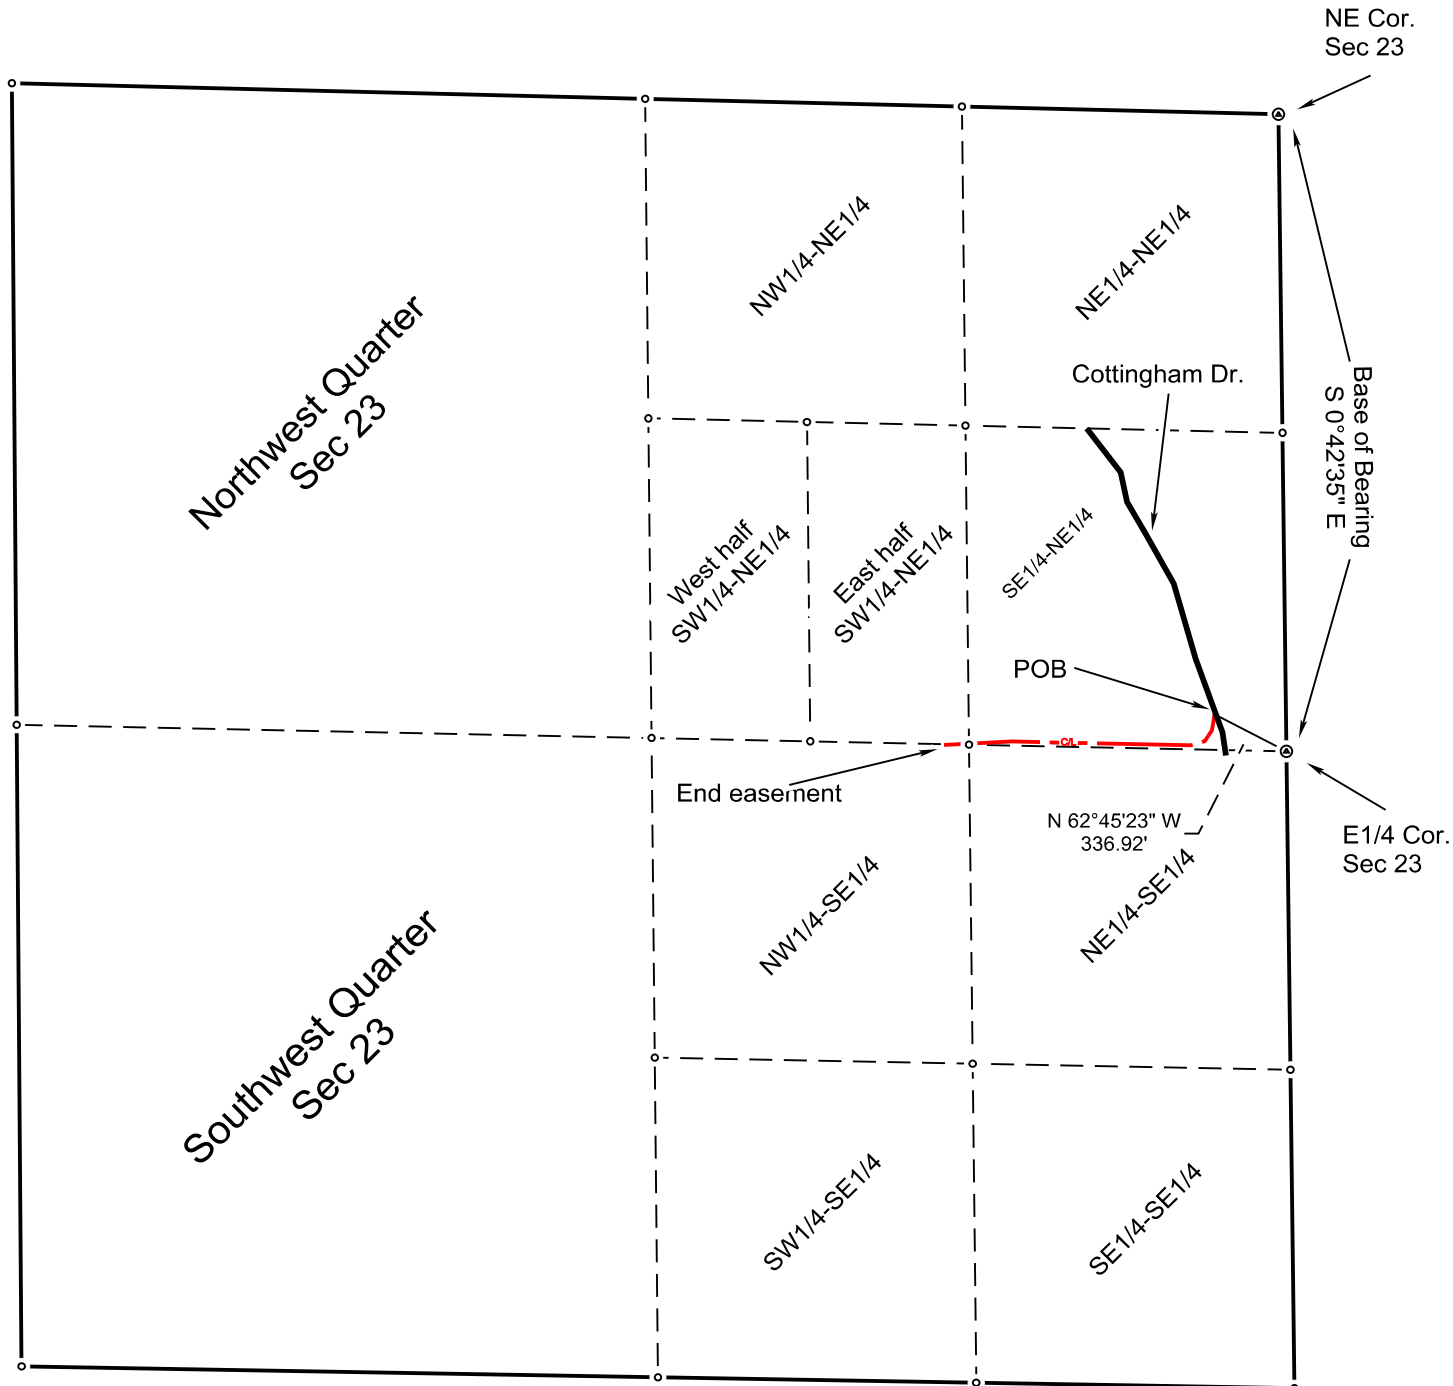 NE Cor.
Sec 23
NW1/4-NE1/4
NE1/4-NE1/4
Northwest Quarter
Sec 23
Cottingham Dr.
Base of Bearing
S 0°42'35" E
West half
SW1/4-NE1/4
East half
SW1/4-NE1/4
SE1/4-NE1/4
POB
C/L
End easement
N 62°45'23" W
336.92'
E1/4 Cor.
Sec 23
NW1/4-SE1/4
NE1/4-SE1/4
Southwest Quarter
Sec 23
SW1/4-SE1/4
SE1/4-SE1/4